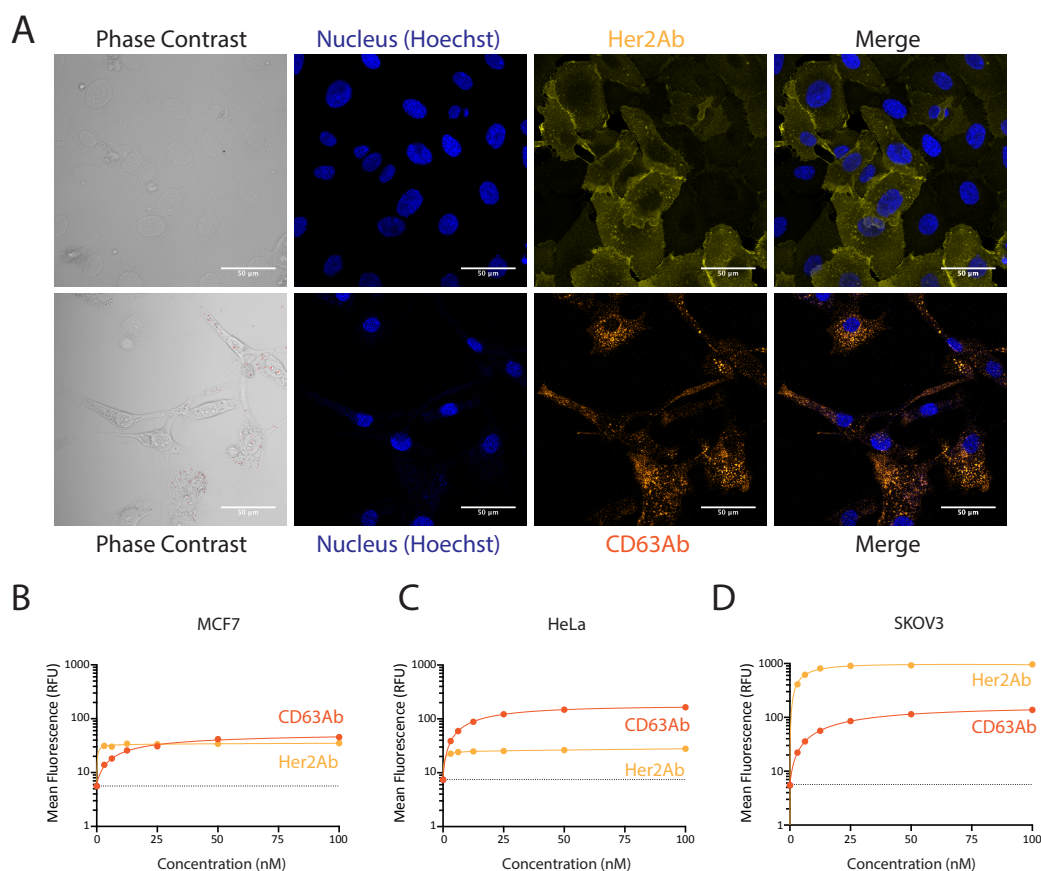 A
Phase Contrast
Nucleus (Hoechst)
Her2Ab
Merge
50 μm
50 μm
50 μm
50 μm
50 μm
50 μm
50 μm
50 μm
Phase Contrast
Nucleus (Hoechst)
CD63Ab
Merge
B
MCF7
Mean Fluorescence (RFU)
1000
100
10
1
CD63Ab
Her2Ab
0 25 50 75 100
Concentration (nM)
C
HeLa
Mean Fluorescence (RFU)
1000
100
10
1
CD63Ab
Her2Ab
0 25 50 75 100
Concentration (nM)
D
SKOV3
Mean Fluorescence (RFU)
1000
100
10
1
Her2Ab
CD63Ab
0 25 50 75 100
Concentration (nM)